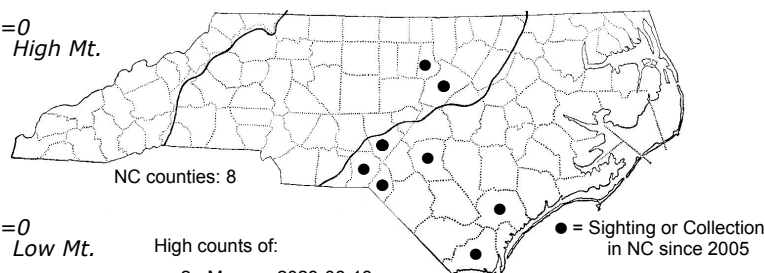 =0
High Mt.
NC counties: 8
=0
Low Mt.
High counts of:
● = Sighting or Collection
in NC since 2005